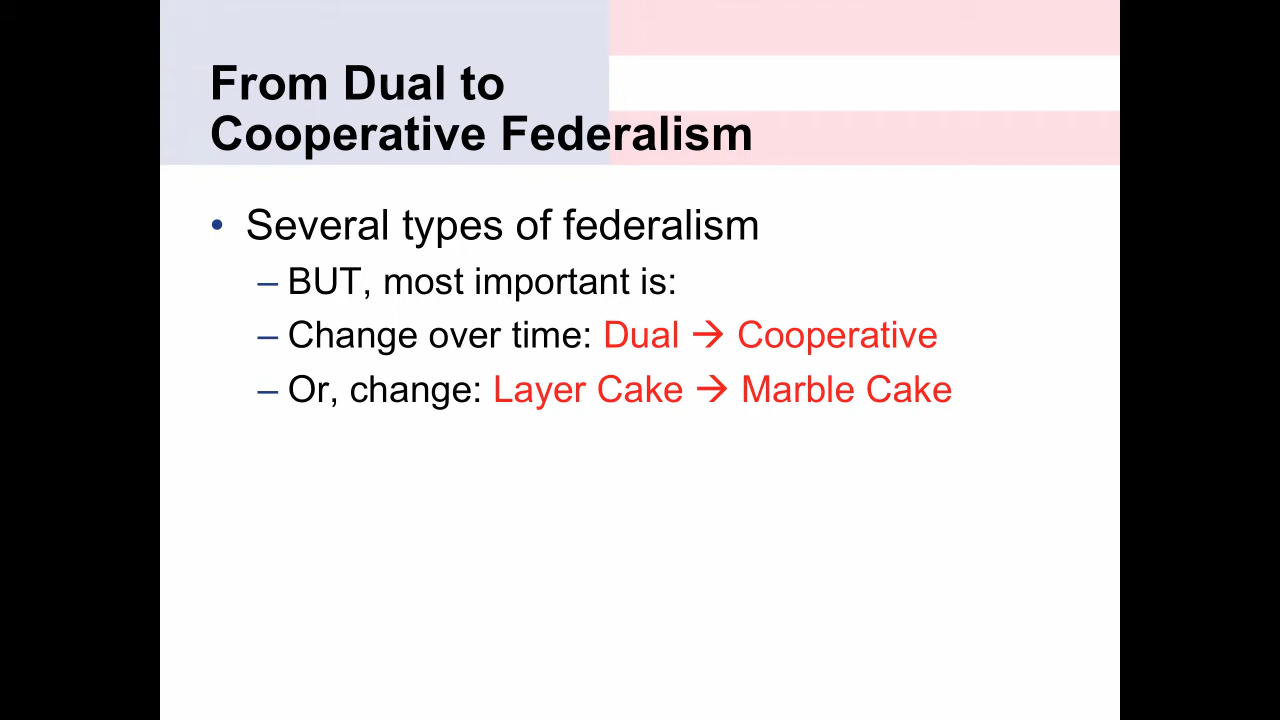 From Dual to
Cooperative Federalism
• Several types of federalism
– BUT, most important is:
– Change over time: Dual → Cooperative
– Or, change: Layer Cake → Marble Cake